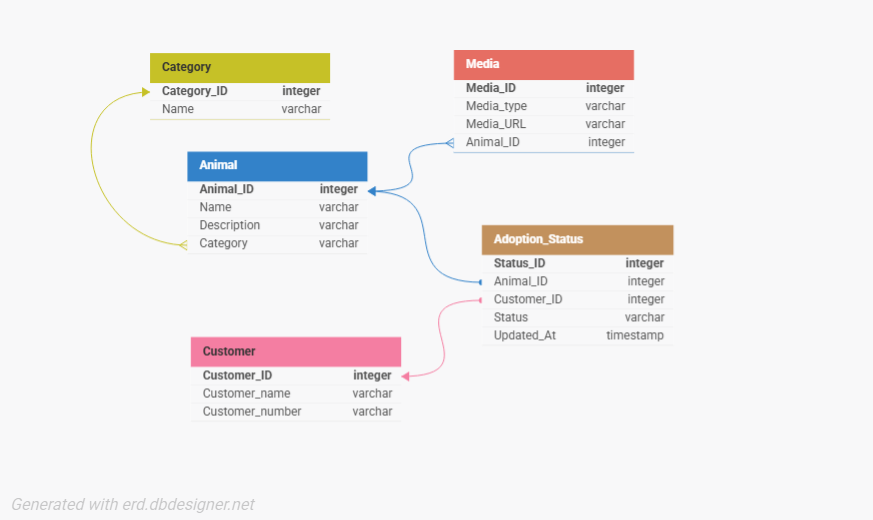 Category
Category_ID integer
Name varchar
Media
Media_ID integer
Media_type varchar
Media_URL varchar
Animal_ID integer
Animal
Animal_ID integer
Name varchar
Description varchar
Category varchar
Adoption_Status
Status_ID integer
Animal_ID integer
Customer_ID integer
Status varchar
Updated_At timestamp
Customer
Customer_ID integer
Customer_name varchar
Customer_number varchar
Generated with erd.dbdesigner.net